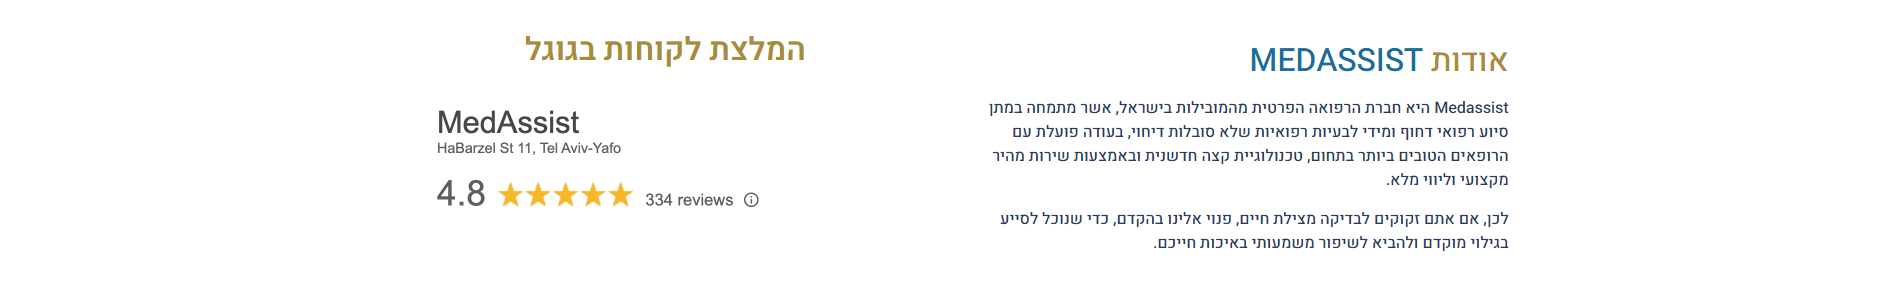 אודות MEDASSIST
Medassist היא חברת הרפואה הפרטית מהמובילות בישראל, אשר מתמחה במתן
סיוע רפואי דחוף ומידי לבעיות רפואיות שלא סובלות דיחוי, בעודה פועלת עם
הרופאים הטובים ביותר בתחום, טכנולוגיית קצה חדשנית ובאמצעות שירות מהיר
מקצועי וליווי מלא.
לכן, אם אתם זקוקים לבדיקה מצילת חיים, פנוי אלינו בהקדם, כדי שנוכל לסייע
בגילוי מוקדם ולהביא לשיפור משמעותי באיכות חייכם.
המלצת לקוחות בגוגל
MedAssist
HaBarzel St 11, Tel Aviv-Yafo
4.8 334 reviews